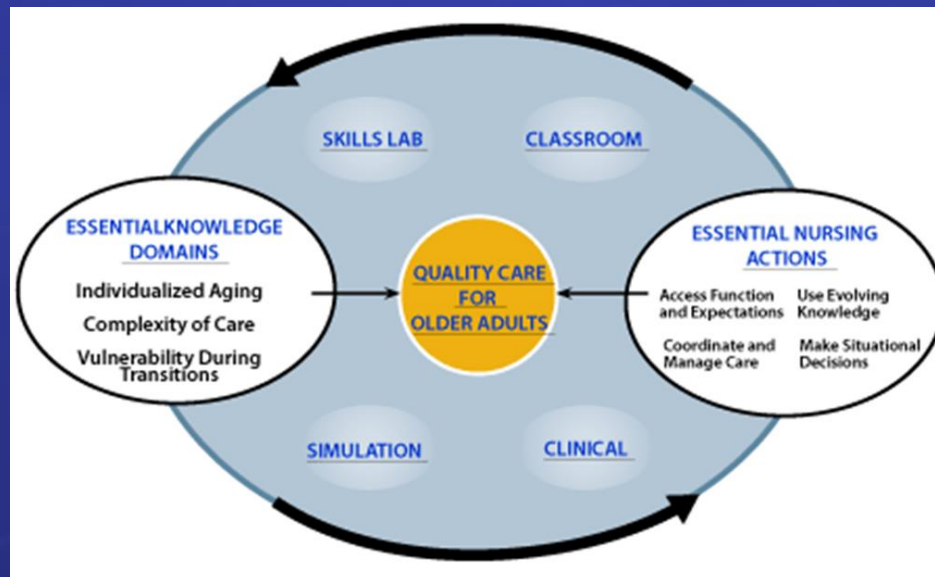 SKILLS LAB
CLASSROOM
ESSENTIALKNOWLEDGE
DOMAINS
Individualized Aging
Complexity of Care
Vulnerability During
Transitions
QUALITY CARE
FOR
OLDER ADULTS
ESSENTIAL NURSING
ACTIONS
Access Function
and Expectations
Use Evolving
Knowledge
Coordinate and
Manage Care
Make Situational
Decisions
SIMULATION
CLINICAL